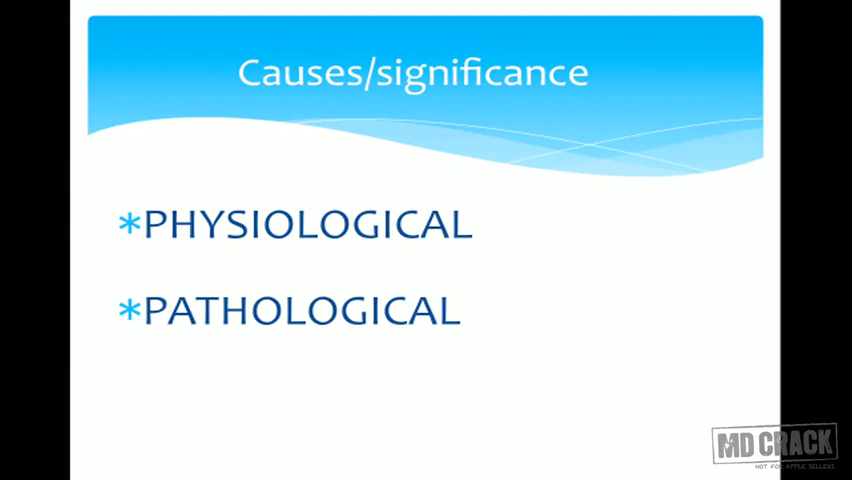 Causes/significance
*PHYSIOLOGICAL
*PATHOLOGICAL
MD CRACK
NOT FOR APPLE SELLERS